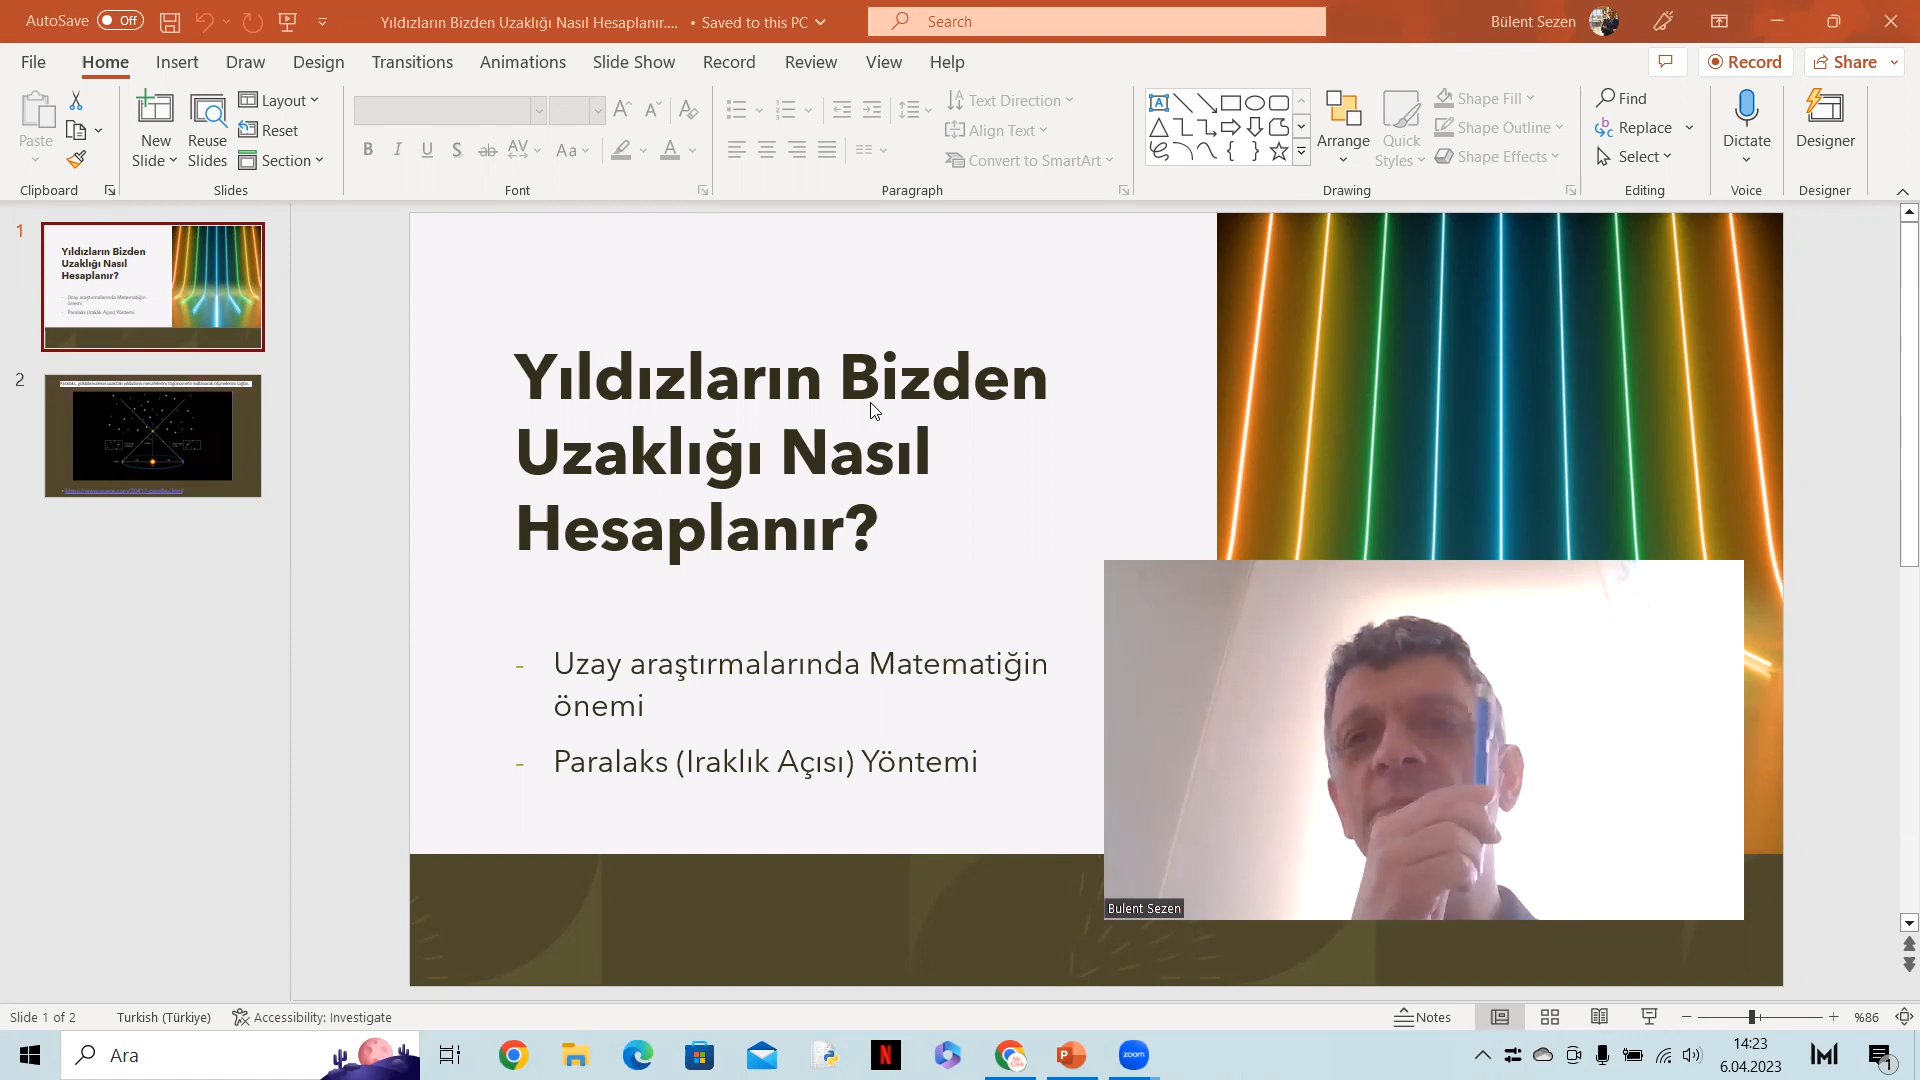 AutoSave Off
Yıldızların Bizden Uzaklığı Nasıl Hesaplanır.... • Saved to this PC
Search
Bülent Sezen
File Home Insert Draw Design Transitions Animations Slide Show Record Review View Help
Record
Share
Paste
New Slide
Reuse Slides
Layout
Reset
Section
Text Direction
Align Text
Convert to SmartArt
Arrange
Quick Styles
Shape Fill
Shape Outline
Shape Effects
Find
Replace
Select
Dictate
Designer
Clipboard
Slides
Font
Paragraph
Drawing
Editing
Voice
Designer
1
Yıldızların Bizden
Uzaklığı Nasıl
Hesaplanır?
- Uzay araştırmalarında Matematiğin
önemi
- Paralaks (Iraklık Açısı) Yöntemi
2
Yıldızların Bizden
Uzaklığı Nasıl
Hesaplanır?
- Uzay araştırmalarında Matematiğin
önemi
- Paralaks (Iraklık Açısı) Yöntemi
Bulent Sezen
Slide 1 of 2
Turkish (Türkiye)
Accessibility: Investigate
Notes
%86
Ara
zoom
14:23
6.04.2023
1